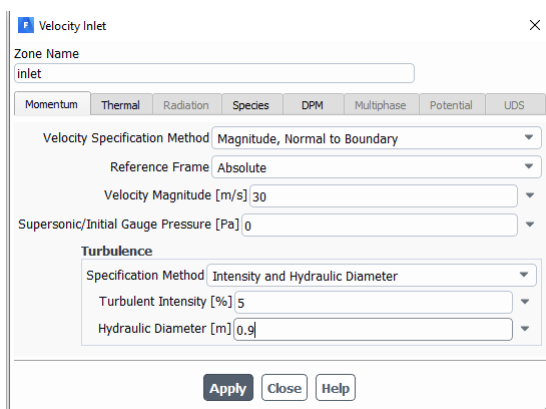 Velocity Inlet
Zone Name
inlet
Momentum Thermal Radiation Species DPM Multiphase Potential UDS
Velocity Specification Method Magnitude, Normal to Boundary
Reference Frame Absolute
Velocity Magnitude [m/s] 30
Supersonic/Initial Gauge Pressure [Pa] 0
Turbulence
Specification Method Intensity and Hydraulic Diameter
Turbulent Intensity [%] 5
Hydraulic Diameter [m] 0.9
Apply Close Help